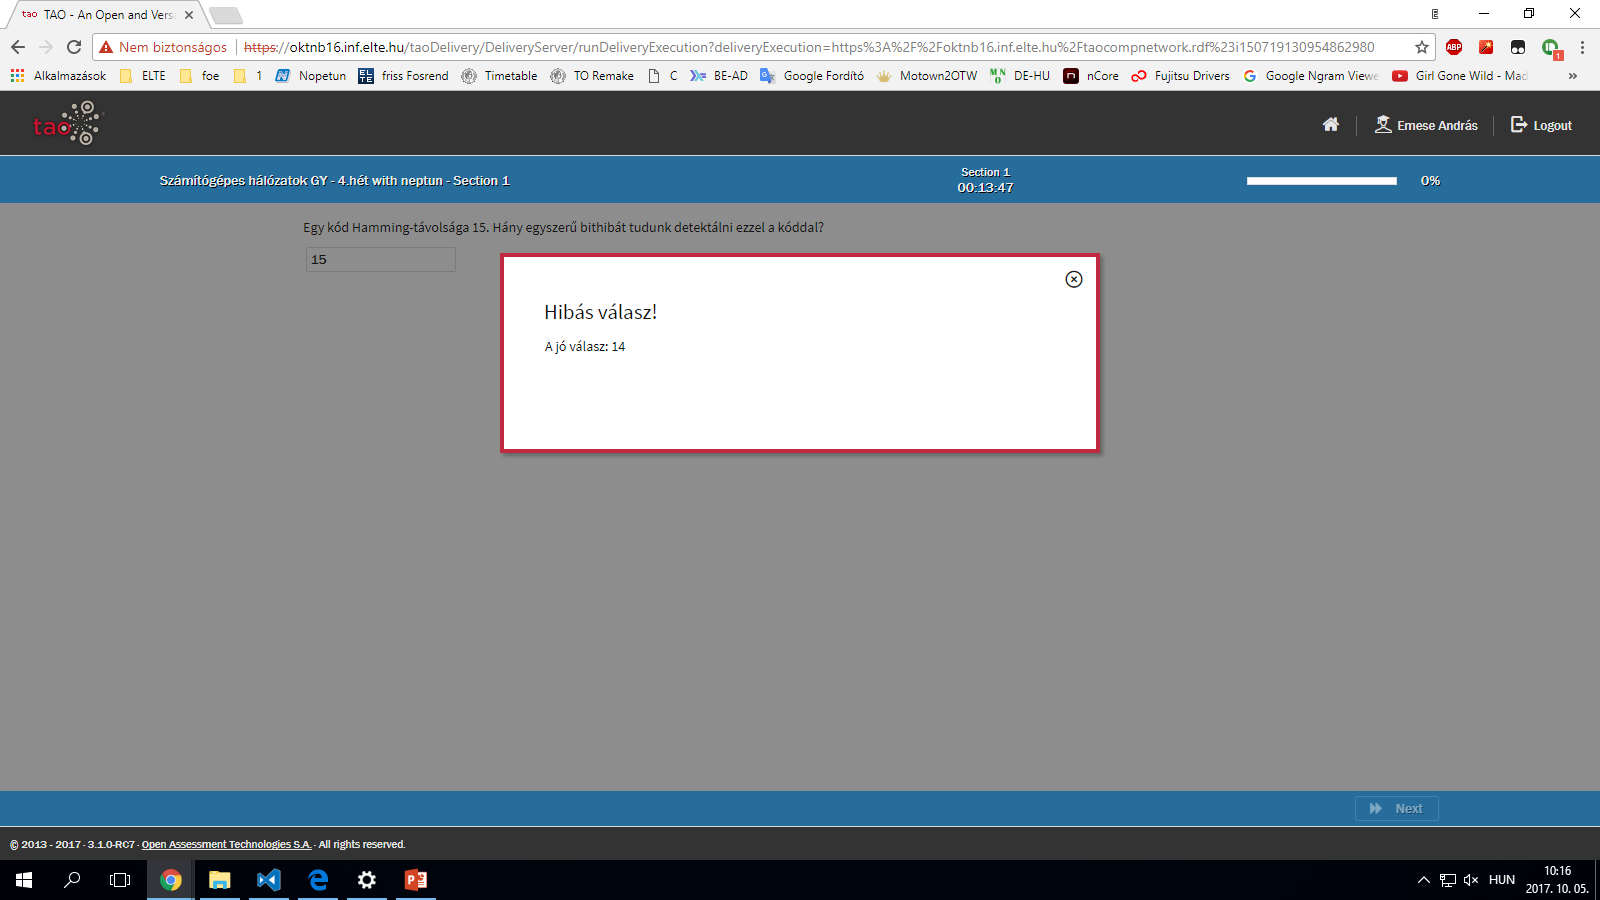 tao TAO - An Open and Versa
Nem biztonságos https://oktnb16.inf.elte.hu/taoDelivery/DeliveryServer/runDeliveryExecution?deliveryExecution=https%3A%2F%2Foktnb16.inf.elte.hu%2Ftaocompnetwork.rdf%23i150719130954862980 ABP 1
Alkalmazások ELTE foe 1 Nopetun friss Fosrend Timetable TO Remake C BE-AD Google Fordító Motown2OTW DE-HU nCore Fujitsu Drivers Google Ngram Viewe Girl Gone Wild - Mad »
tao Emese András Logout
Számítógépes hálózatok GY - 4.hét with neptun - Section 1
Section 1
00:13:47
0%
Egy kód Hamming-távolsága 15. Hány egyszerű bithibát tudunk detektálni ezzel a kóddal?
15
Hibás válasz!
A jó válasz: 14
Next
© 2013 - 2017 · 3.1.0-RC7 · Open Assessment Technologies S.A. · All rights reserved.
HUN
10:16
2017. 10. 05.